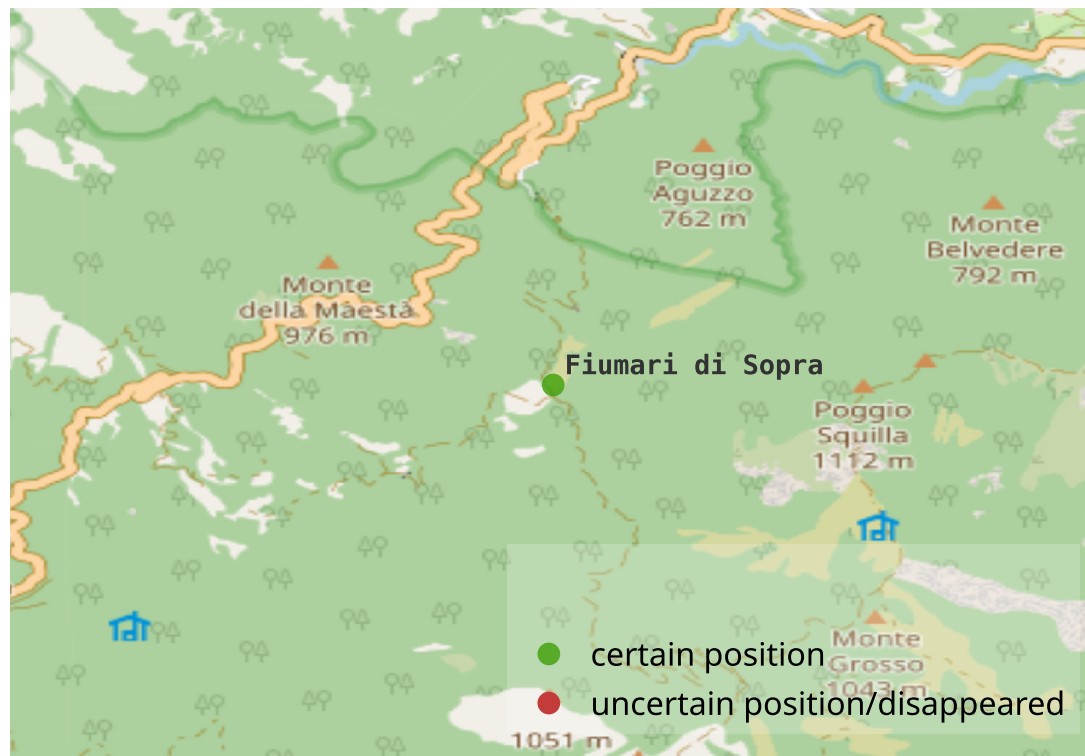 Poggio
Aguzzo
762 m
Monte
Belvedere
792 m
Monte
della Maestà
976 m
Fiumari di Sopra
Poggio
Squilla
1112 m
Monte
Grosso
1043 m
certain position
uncertain position/disappeared
1051 m